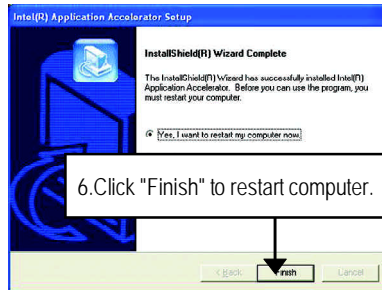 Intel(R) Application Accelerator Setup
InstallShield(R) Wizard Complete
The InstallShield(R) Wizard has successfully installed Intel(R)
Application Accelerator. Before you can use the program, you
must restart your computer.
Yes, I want to restart my computer now.
6.Click "Finish" to restart computer.
< Back
Finish
Cancel